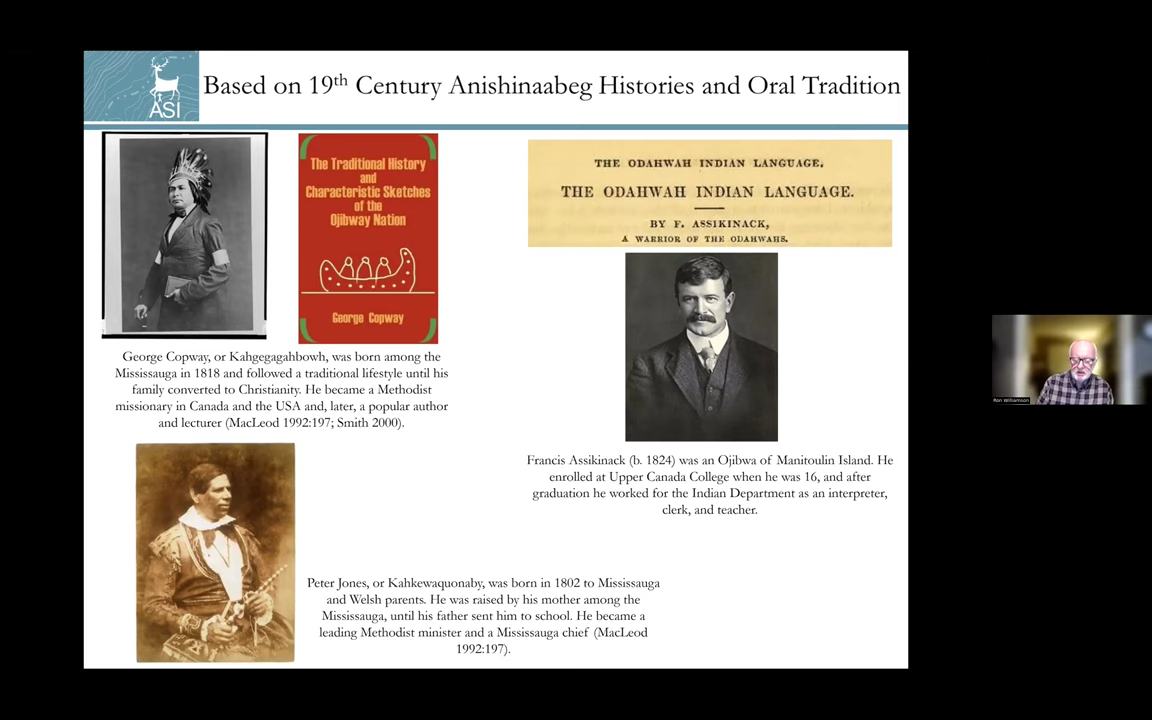 ASI
Based on 19th Century Anishinaabeg Histories and Oral Tradition
The Traditional History
and
Characteristic Sketches
of the
Ojibway Nation
George Copway
George Copway, or Kahgegagahbowh, was born among the
Mississauga in 1818 and followed a traditional lifestyle until his
family converted to Christianity. He became a Methodist
missionary in Canada and the USA and, later, a popular author
and lecturer (MacLeod 1992:197; Smith 2000).
THE ODAHWAH INDIAN LANGUAGE.
THE ODAHWAH INDIAN LANGUAGE.
BY F. ASSIKINACK,
A WARRIOR OF THE ODAHWAHS.
Francis Assikinack (b. 1824) was an Ojibwa of Manitoulin Island. He
enrolled at Upper Canada College when he was 16, and after
graduation he worked for the Indian Department as an interpreter,
clerk, and teacher.
Peter Jones, or Kahkewaquonaby, was born in 1802 to Mississauga
and Welsh parents. He was raised by his mother among the
Mississauga, until his father sent him to school. He became a
leading Methodist minister and a Mississauga chief (MacLeod
1992:197).
Ron Williamson